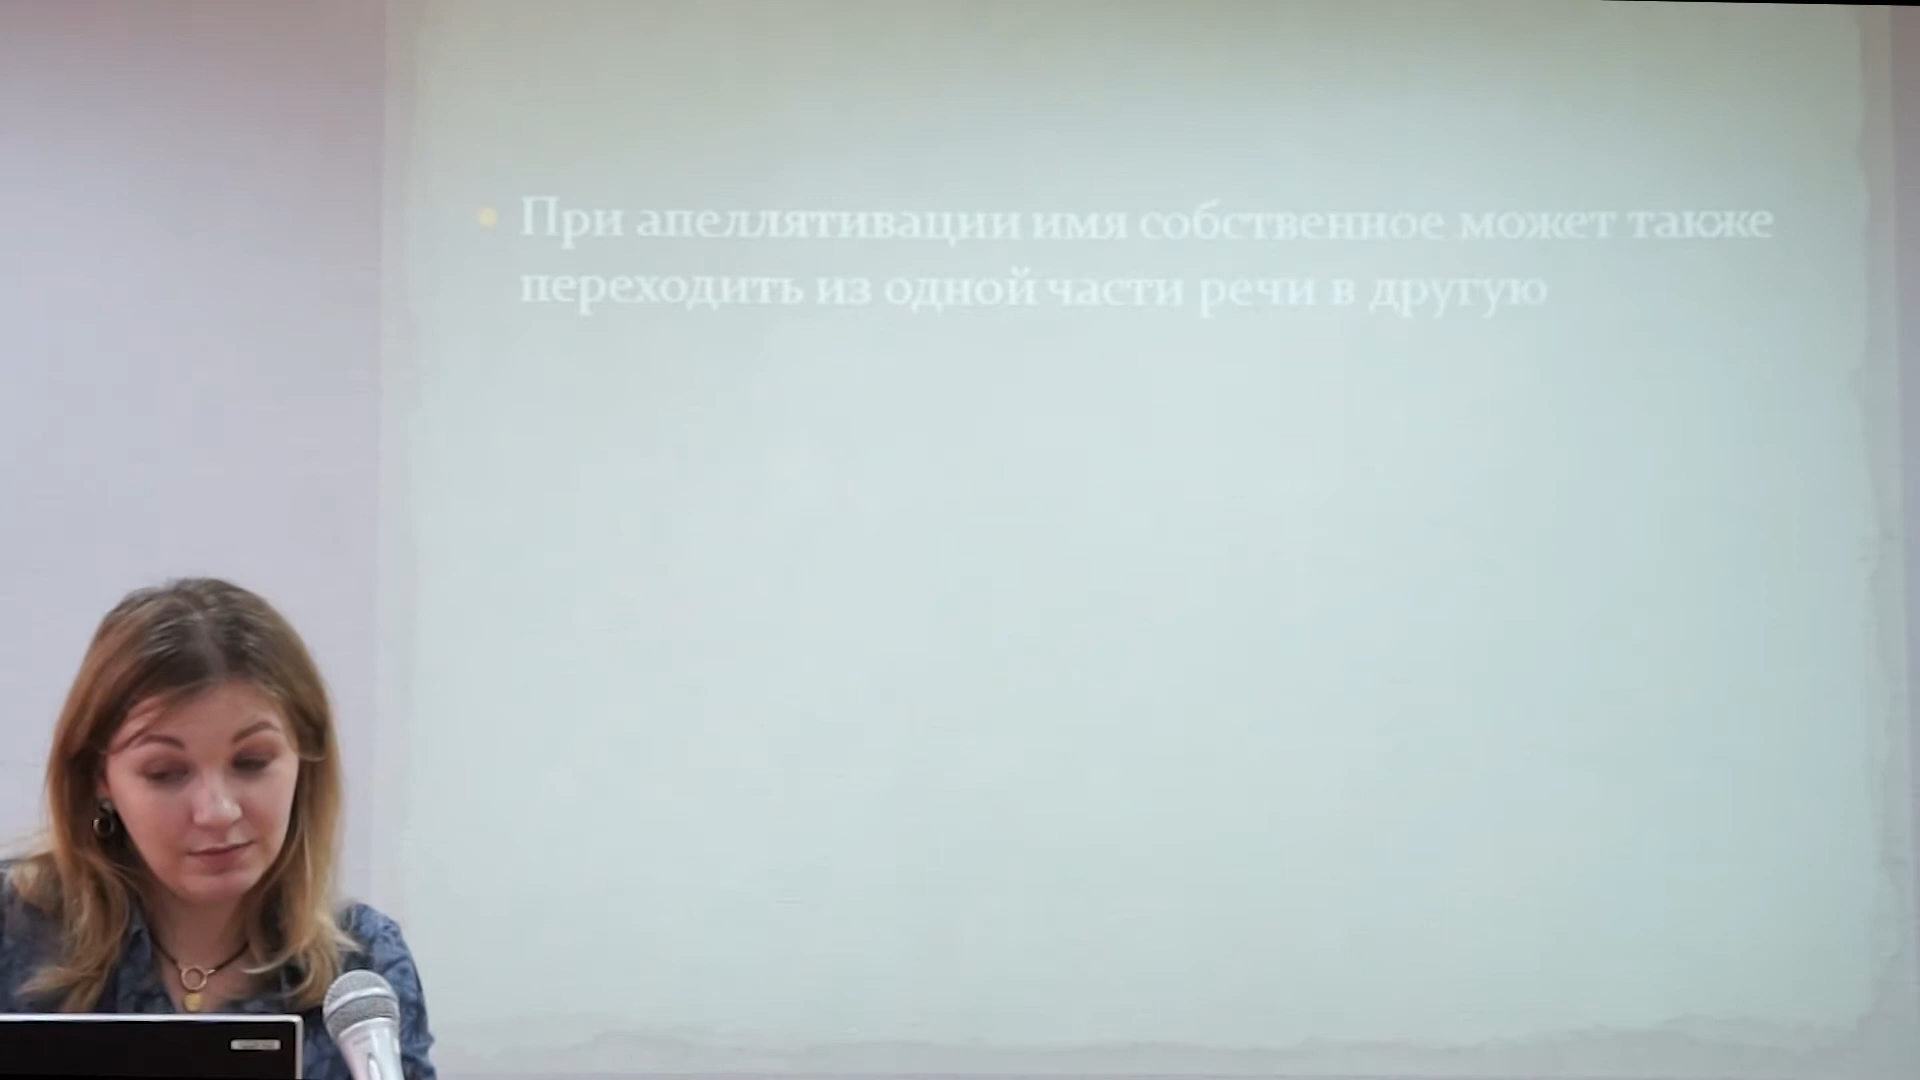 При апеллятивации имя собственное может также
переходить из одной части речи в другую